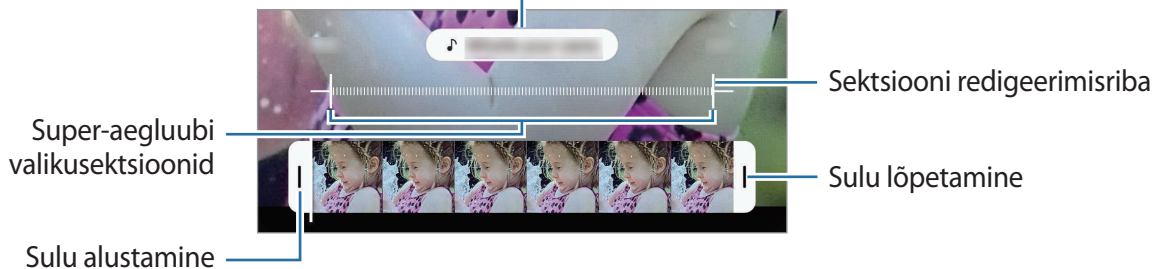 Sektsiooni redigeerimisriba
Super-aegluubi
valikusektsioonid
Sulu lõpetamine
Sulu alustamine